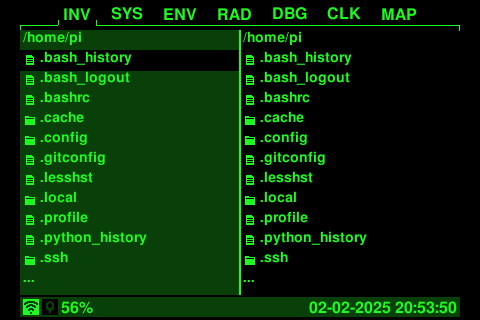 INV SYS ENV RAD DBG CLK MAP
/home/pi
.bash_history
.bash_logout
.bashrc
.cache
.config
.gitconfig
.lesshst
.local
.profile
.python_history
.ssh
...
/home/pi
.bash_history
.bash_logout
.bashrc
.cache
.config
.gitconfig
.lesshst
.local
.profile
.python_history
.ssh
...
56% 02-02-2025 20:53:50